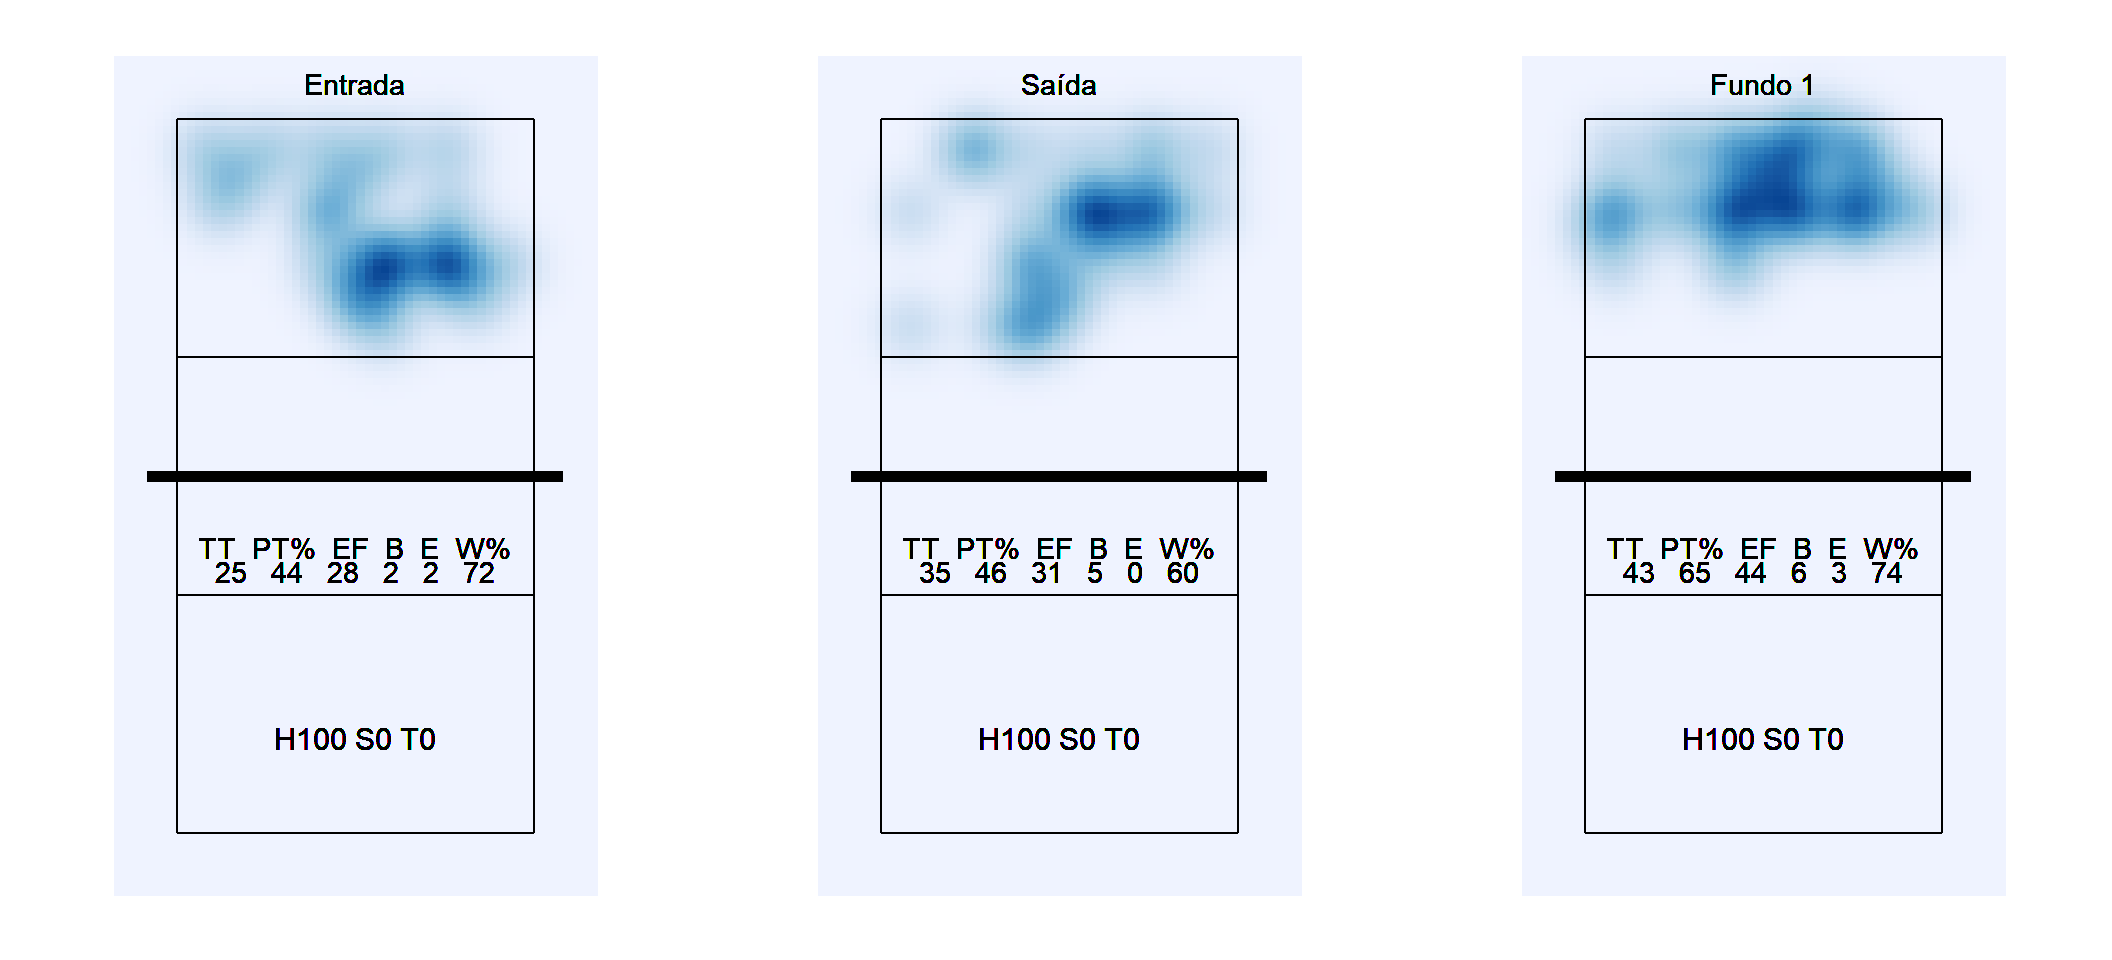 Entrada
TT PT% EF B E W%
25 44 28 2 2 72
H100 S0 T0
Saída
TT PT% EF B E W%
35 46 31 5 0 60
H100 S0 T0
Fundo 1
TT PT% EF B E W%
43 65 44 6 3 74
H100 S0 T0